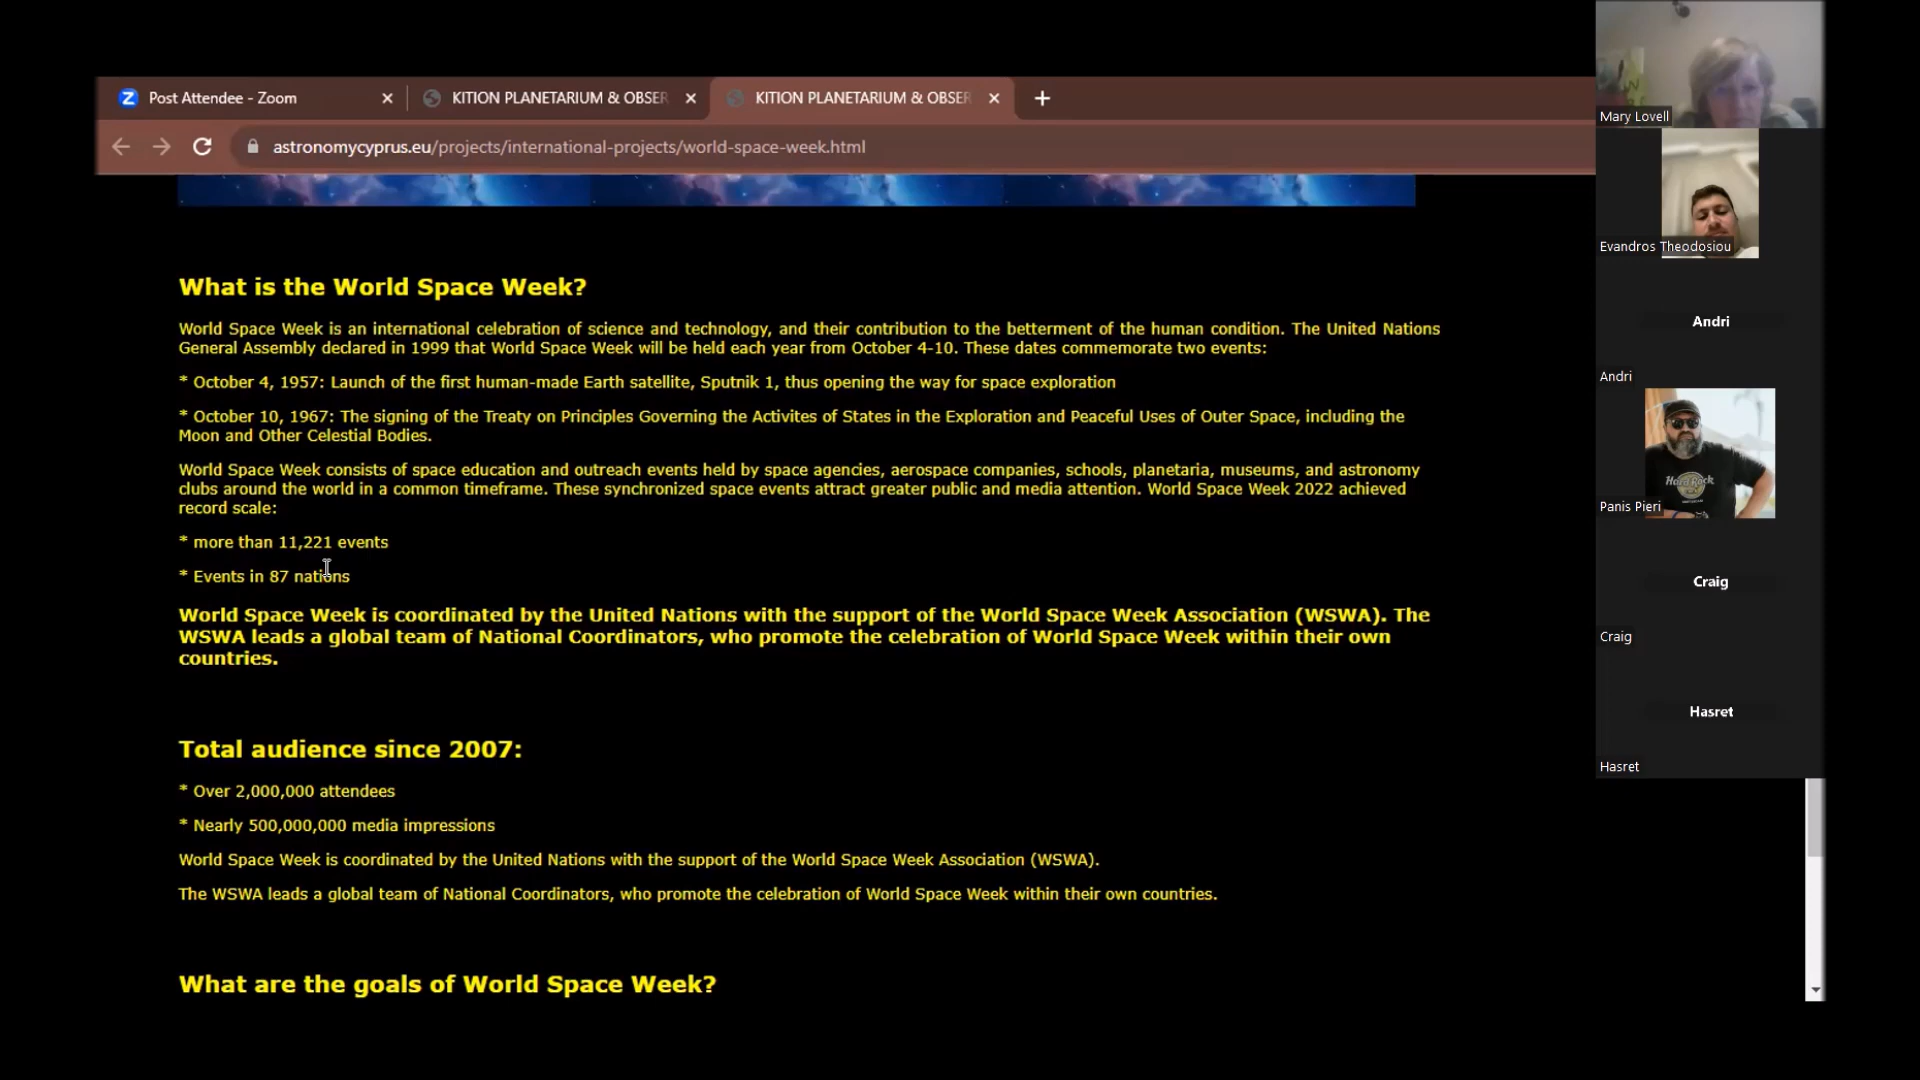 Post Attendee - Zoom
KITION PLANETARIUM & OBSER
KITION PLANETARIUM & OBSER
astronomycyprus.eu/projects/international-projects/world-space-week.html
What is the World Space Week?
World Space Week is an international celebration of science and technology, and their contribution to the betterment of the human condition. The United Nations
General Assembly declared in 1999 that World Space Week will be held each year from October 4-10. These dates commemorate two events:
* October 4, 1957: Launch of the first human-made Earth satellite, Sputnik 1, thus opening the way for space exploration
* October 10, 1967: The signing of the Treaty on Principles Governing the Activites of States in the Exploration and Peaceful Uses of Outer Space, including the
Moon and Other Celestial Bodies.
World Space Week consists of space education and outreach events held by space agencies, aerospace companies, schools, planetaria, museums, and astronomy
clubs around the world in a common timeframe. These synchronized space events attract greater public and media attention. World Space Week 2022 achieved
record scale:
* more than 11,221 events
* Events in 87 nations
World Space Week is coordinated by the United Nations with the support of the World Space Week Association (WSWA). The
WSWA leads a global team of National Coordinators, who promote the celebration of World Space Week within their own
countries.
Total audience since 2007:
* Over 2,000,000 attendees
* Nearly 500,000,000 media impressions
World Space Week is coordinated by the United Nations with the support of the World Space Week Association (WSWA).
The WSWA leads a global team of National Coordinators, who promote the celebration of World Space Week within their own countries.
What are the goals of World Space Week?
Mary Lovell
Evandros Theodosiou
Andri
Andri
Hard Rock
Panis Pieri
Craig
Craig
Hasret
Hasret